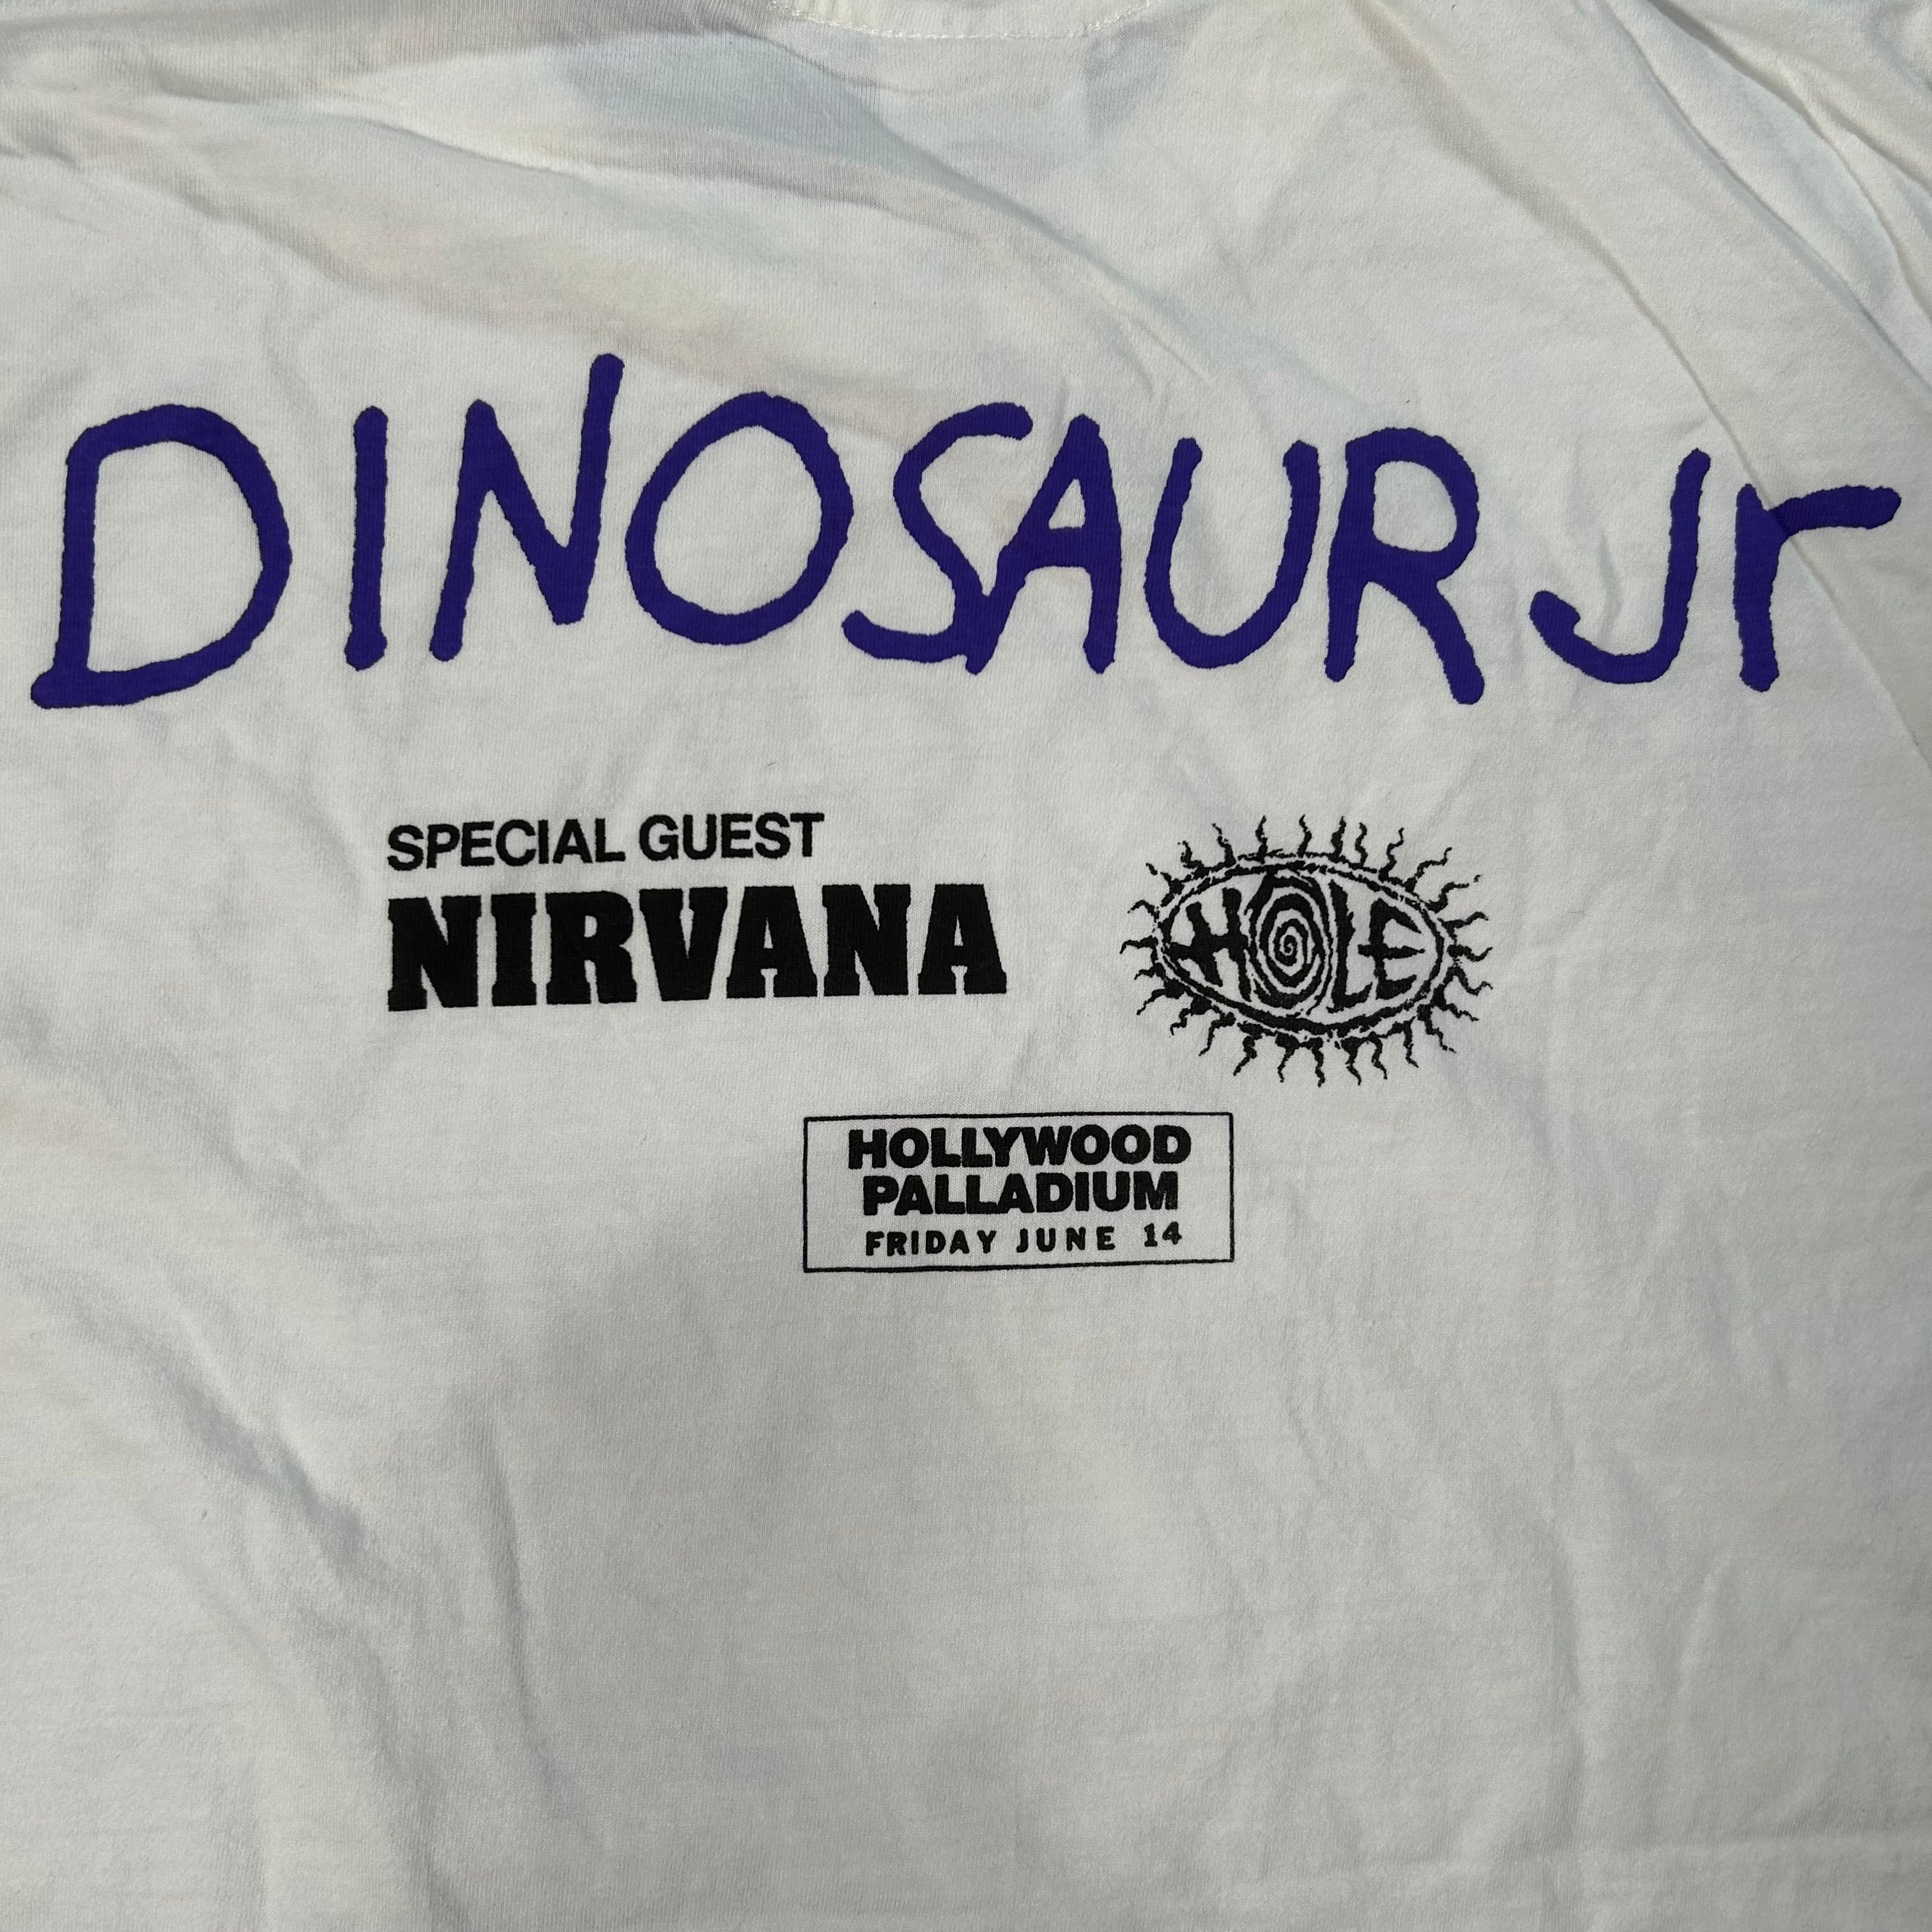 DINOSAUR Jr
SPECIAL GUEST
NIRVANA
HOLE
HOLLYWOOD
PALLADIUM
FRIDAY JUNE 14